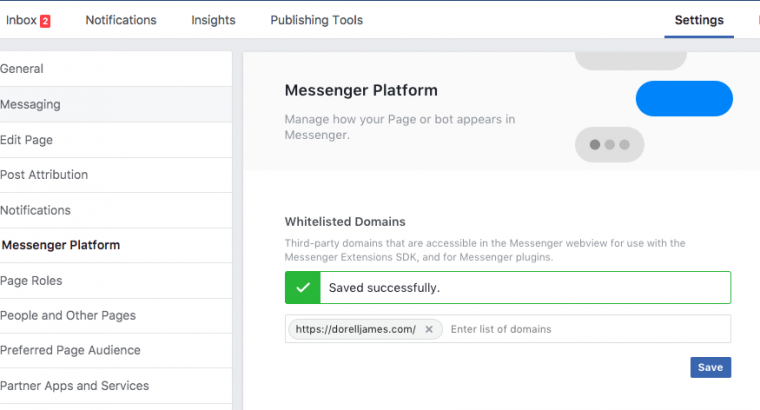 Inbox 2 Notifications Insights Publishing Tools Settings
General
Messaging
Edit Page
Post Attribution
Notifications
Messenger Platform
Page Roles
People and Other Pages
Preferred Page Audience
Partner Apps and Services
Messenger Platform
Manage how your Page or bot appears in
Messenger.
Whitelisted Domains
Third-party domains that are accessible in the Messenger webview for use with the
Messenger Extensions SDK, and for Messenger plugins.
Saved successfully.
https://dorelljames.com/ × Enter list of domains
Save